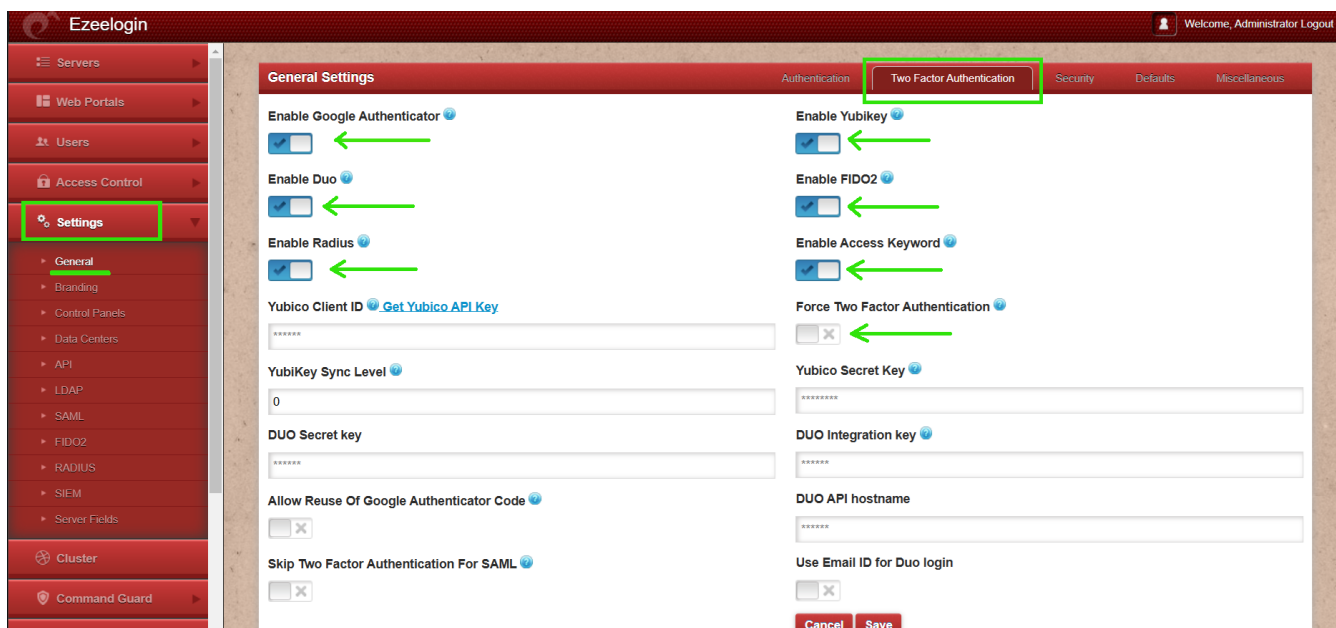 Ezeelogin
Welcome, Administrator Logout
Servers
Web Portals
Users
Access Control
Settings
General
Branding
Control Panels
Data Centers
API
LDAP
SAML
FIDO2
RADIUS
SIEM
Server Fields
Cluster
Command Guard
General Settings
Authentication
Two Factor Authentication
Security
Defaults
Miscellaneous
Enable Google Authenticator ?
Enable Yubikey ?
Enable Duo ?
Enable FIDO2 ?
Enable Radius ?
Enable Access Keyword ?
Yubico Client ID ? Get Yubico API Key
******
Force Two Factor Authentication ?
YubiKey Sync Level ?
0
Yubico Secret Key ?
********
DUO Secret key
******
DUO Integration key ?
******
Allow Reuse Of Google Authenticator Code ?
DUO API hostname
******
Skip Two Factor Authentication For SAML ?
Use Email ID for Duo login
Cancel
Save